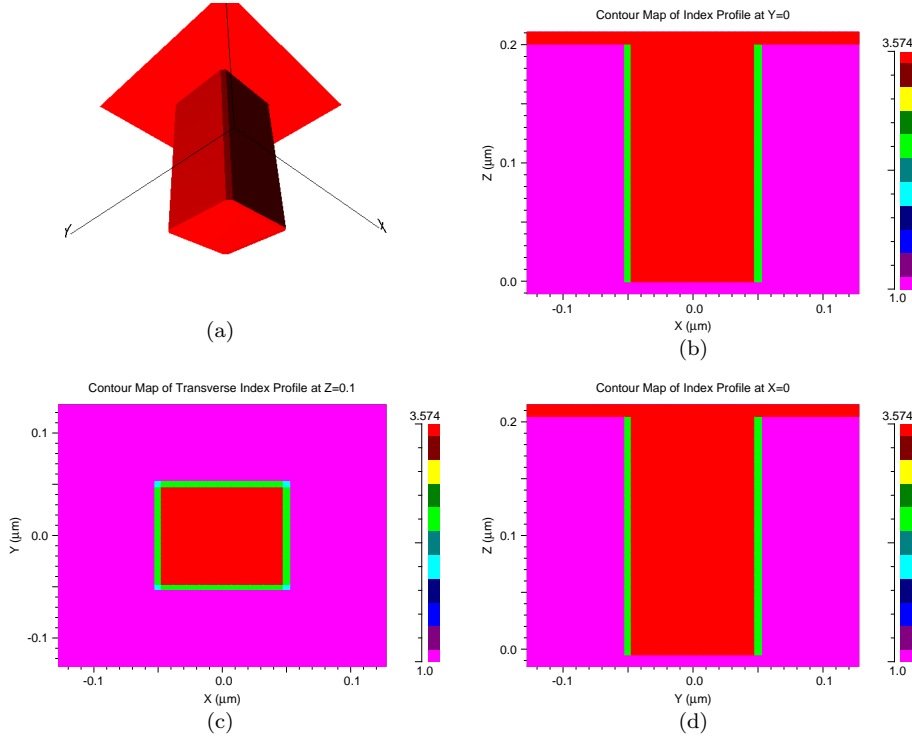 Y
X
(a)
Contour Map of Index Profile at Y=0
0.2
0.1
0.0
Z (µm)
-0.1
0.0
0.1
X (µm)
3.574
1.0
(b)
Contour Map of Transverse Index Profile at Z=0.1
0.1
0.0
-0.1
Y (µm)
-0.1
0.0
0.1
X (µm)
3.574
1.0
(c)
Contour Map of Index Profile at X=0
0.2
0.1
0.0
Z (µm)
-0.1
0.0
0.1
Y (µm)
3.574
1.0
(d)